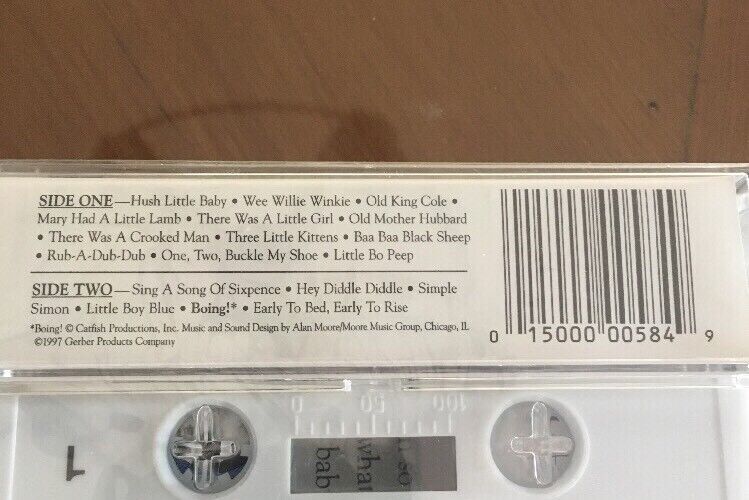 SIDE ONE—Hush Little Baby • Wee Willie Winkie • Old King Cole •
Mary Had A Little Lamb • There Was A Little Girl • Old Mother Hubbard
• There Was A Crooked Man • Three Little Kittens • Baa Baa Black Sheep
• Rub-A-Dub-Dub • One, Two, Buckle My Shoe • Little Bo Peep
SIDE TWO—Sing A Song Of Sixpence • Hey Diddle Diddle • Simple
Simon • Little Boy Blue • Boing!* • Early To Bed, Early To Rise
*Boing! © Catfish Productions, Inc. Music and Sound Design by Alan Moore/Moore Music Group, Chicago, IL
©1997 Gerber Products Company
0 15000 00584 9
0 50 100
1
so
what
bab